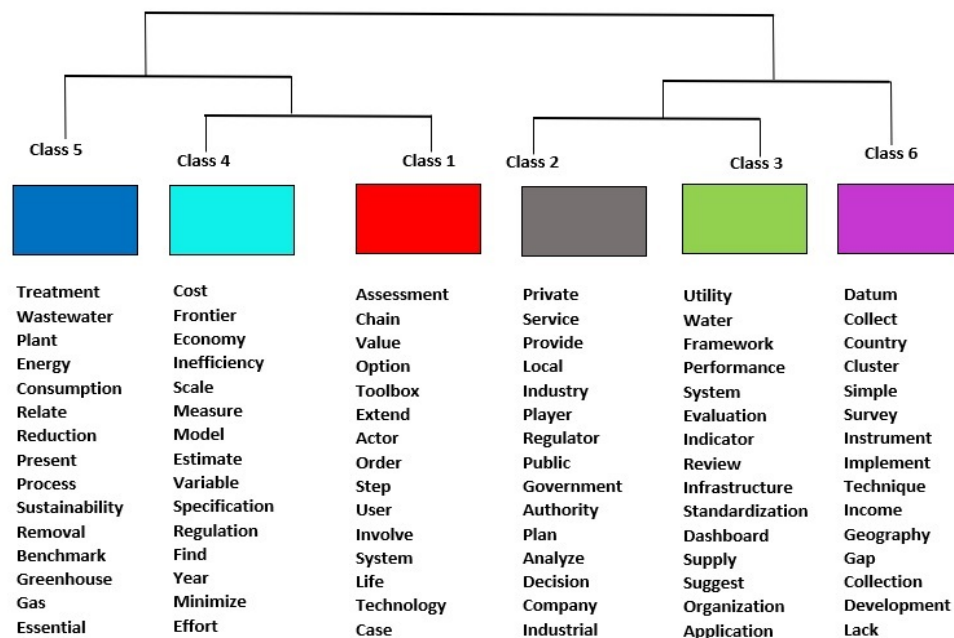 Class 5
Class 4
Class 1
Class 2
Class 3
Class 6
Treatment
Wastewater
Plant
Energy
Consumption
Relate
Reduction
Present
Process
Sustainability
Removal
Benchmark
Greenhouse
Gas
Essential
Cost
Frontier
Economy
Inefficiency
Scale
Measure
Model
Estimate
Variable
Specification
Regulation
Find
Year
Minimize
Effort
Assessment
Chain
Value
Option
Toolbox
Extend
Actor
Order
Step
User
Involve
System
Life
Technology
Case
Private
Service
Provide
Local
Industry
Player
Regulator
Public
Government
Authority
Plan
Analyze
Decision
Company
Industrial
Utility
Water
Framework
Performance
System
Evaluation
Indicator
Review
Infrastructure
Standardization
Dashboard
Supply
Suggest
Organization
Application
Datum
Collect
Country
Cluster
Simple
Survey
Instrument
Implement
Technique
Income
Geography
Gap
Collection
Development
Lack